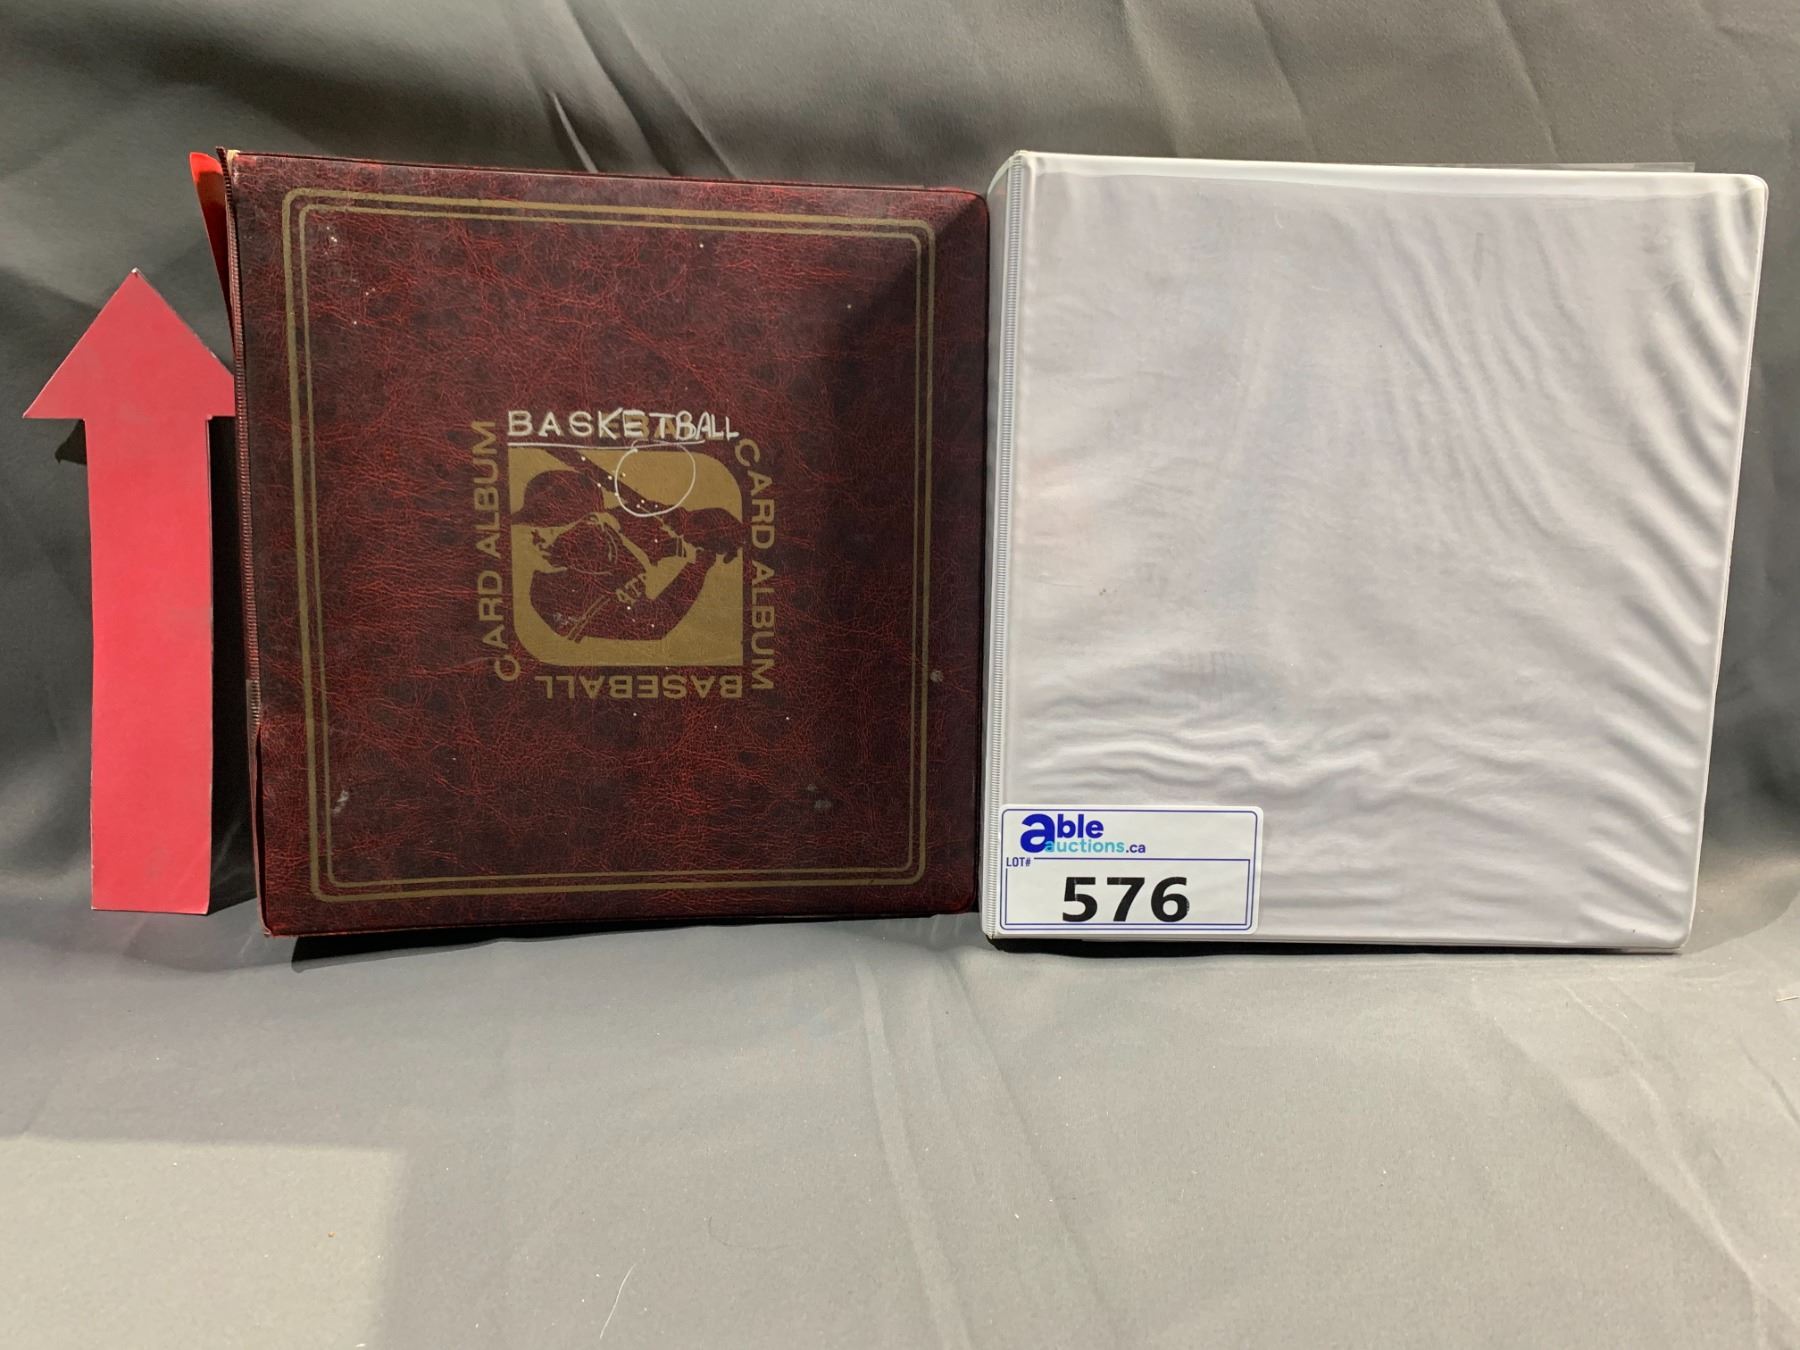 BASKETBALL
CARD ALBUM
CARD ALBUM
BASEBALL
able
auctions.ca
LOT#
576